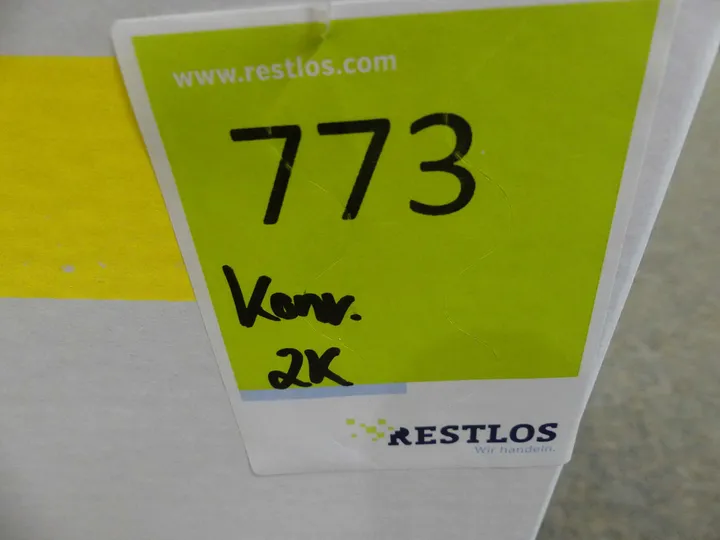 www.restlos.com
773
Konv.
2K
RESTLOS
Wir handeln.